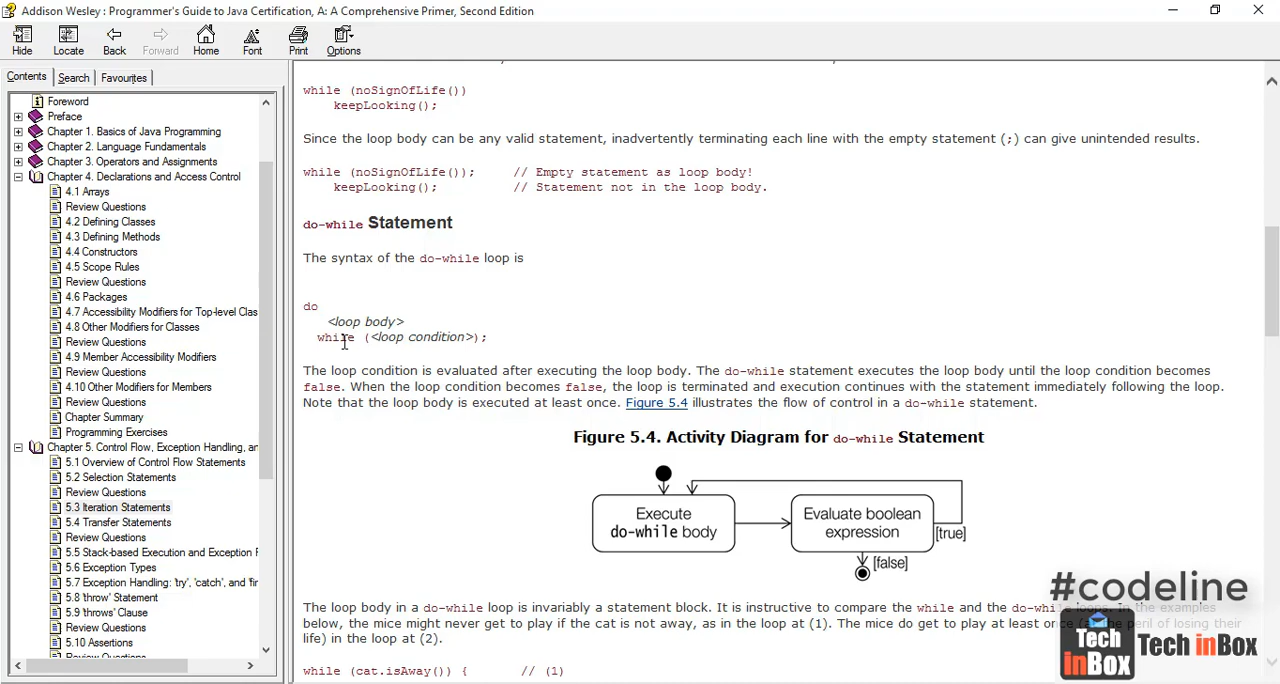 Addison Wesley : Programmer's Guide to Java Certification, A: A Comprehensive Primer, Second Edition
Hide Locate Back Forward Home Font Print Options
Contents Search Favourites
Foreword
Preface
Chapter 1. Basics of Java Programming
Chapter 2. Language Fundamentals
Chapter 3. Operators and Assignments
Chapter 4. Declarations and Access Control
4.1 Arrays
Review Questions
4.2 Defining Classes
4.3 Defining Methods
4.4 Constructors
4.5 Scope Rules
Review Questions
4.6 Packages
4.7 Accessibility Modifiers for Top-level Clas
4.8 Other Modifiers for Classes
Review Questions
4.9 Member Accessibility Modifiers
Review Questions
4.10 Other Modifiers for Members
Review Questions
Chapter Summary
Programming Exercises
Chapter 5. Control Flow, Exception Handling, an
5.1 Overview of Control Flow Statements
5.2 Selection Statements
Review Questions
5.3 Iteration Statements
5.4 Transfer Statements
Review Questions
5.5 Stack-based Execution and Exception F
5.6 Exception Types
5.7 Exception Handling: 'try', 'catch', and 'fir
5.8 'throw' Statement
5.9 'throws' Clause
Review Questions
5.10 Assertions
while (noSignOfLife())
keepLooking();
Since the loop body can be any valid statement, inadvertently terminating each line with the empty statement (;) can give unintended results.
while (noSignOfLife()); // Empty statement as loop body!
keepLooking(); // Statement not in the loop body.
do-while Statement
The syntax of the do-while loop is
do
<loop body>
while (<loop condition>);
The loop condition is evaluated after executing the loop body. The do-while statement executes the loop body until the loop condition becomes
false. When the loop condition becomes false, the loop is terminated and execution continues with the statement immediately following the loop.
Note that the loop body is executed at least once. Figure 5.4 illustrates the flow of control in a do-while statement.
Figure 5.4. Activity Diagram for do-while Statement
Execute
do-while body
Evaluate boolean
expression
[true]
[false]
The loop body in a do-while loop is invariably a statement block. It is instructive to compare the while and the do-while loops. In the examples
below, the mice might never get to play if the cat is not away, as in the loop at (1). The mice do get to play at least once (at the peril of losing their
life) in the loop at (2).
while (cat.isAway()) { // (1)
#codeline
Tech
inBox
Tech inBox